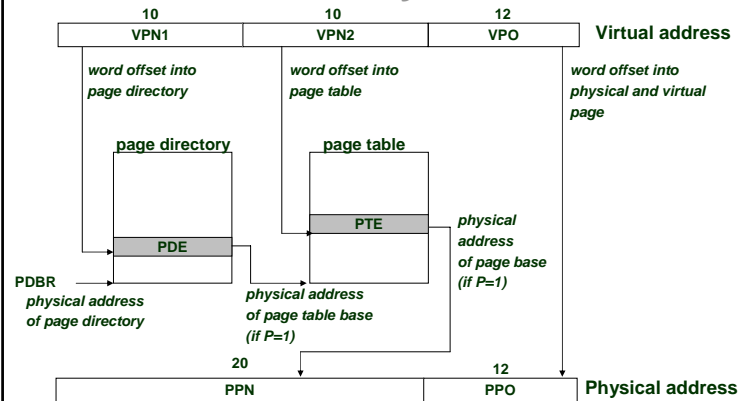 10 10 12
VPN1 VPN2 VPO Virtual address
word offset into
page directory
word offset into
page table
word offset into
physical and virtual
page
page directory
page table
PDE
PTE
physical
address
of page base
(if P=1)
PDBR
physical address
of page directory
physical address
of page table base
(if P=1)
20 12
PPN PPO Physical address